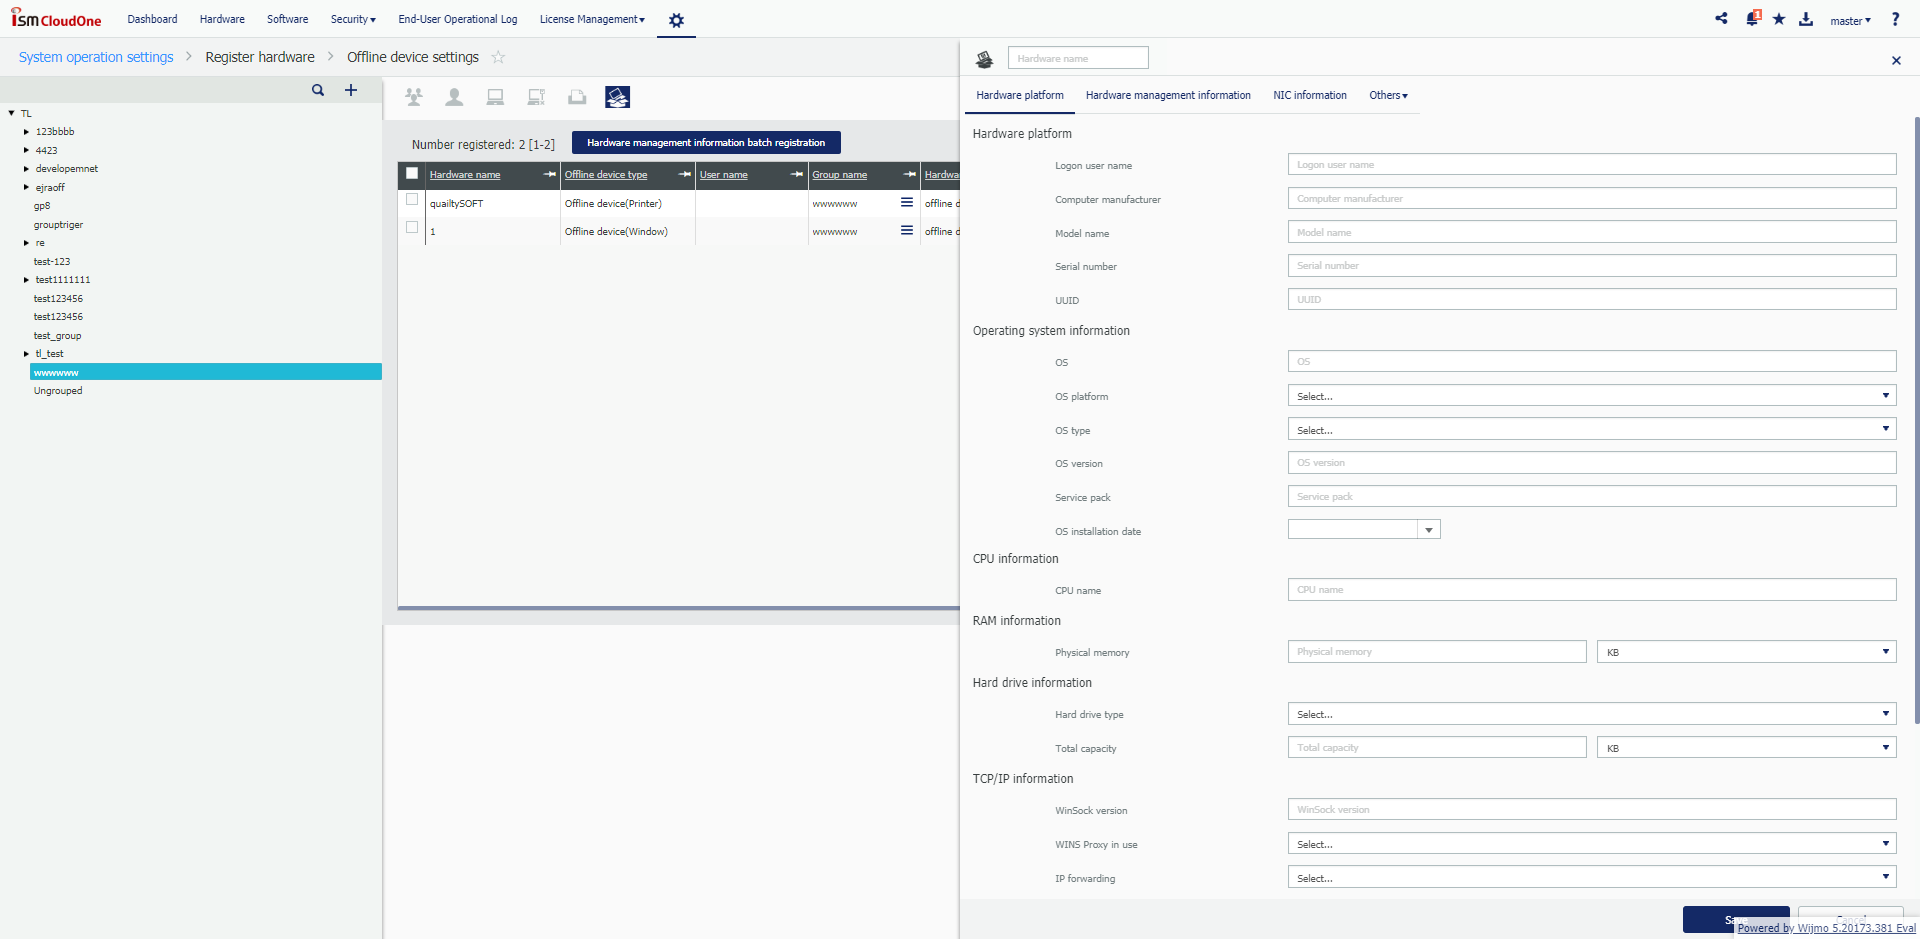 ism CloudOne
Dashboard Hardware Software Security End-User Operational Log License Management
1 master ?
System operation settings > Register hardware > Offline device settings
TL
123bbbb
4423
developemnet
ejraoff
gp8
grouptriger
re
test-123
test1111111
test123456
test123456
test_group
tl_test
wwwwww
Ungrouped
Number registered: 2 [1-2] Hardware management information batch registration
Hardware name Offline device type User name Group name Hardwa
quailtySOFT Offline device(Printer) wwwwww offline d
1 Offline device(Window) wwwwww offline d
Hardware name
Hardware platform Hardware management information NIC information Others
Hardware platform
Logon user name Logon user name
Computer manufacturer Computer manufacturer
Model name Model name
Serial number Serial number
UUID UUID
Operating system information
OS OS
OS platform Select...
OS type Select...
OS version OS version
Service pack Service pack
OS installation date
CPU information
CPU name CPU name
RAM information
Physical memory Physical memory KB
Hard drive information
Hard drive type Select...
Total capacity Total capacity KB
TCP/IP information
WinSock version WinSock version
WINS Proxy in use Select...
IP forwarding Select...
Save Cancel
Powered by Wijmo 5.20173.381 Eval